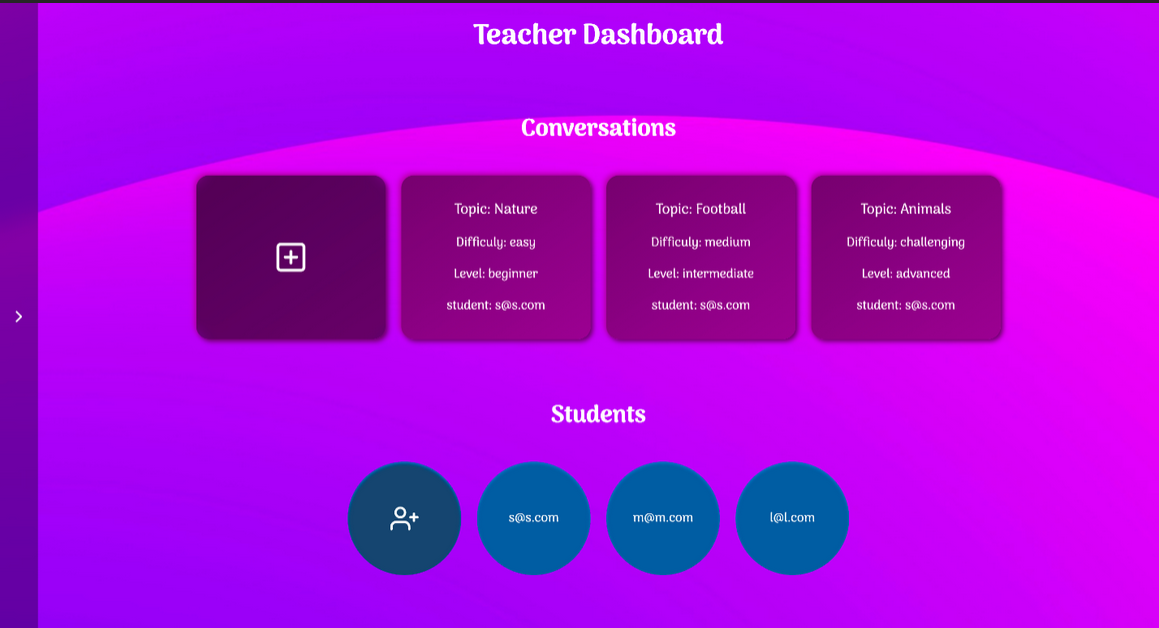 Teacher Dashboard
Conversations
Topic: Nature
Difficuly: easy
Level: beginner
student: s@s.com
Topic: Football
Difficuly: medium
Level: intermediate
student: s@s.com
Topic: Animals
Difficuly: challenging
Level: advanced
student: s@s.com
Students
s@s.com
m@m.com
l@l.com